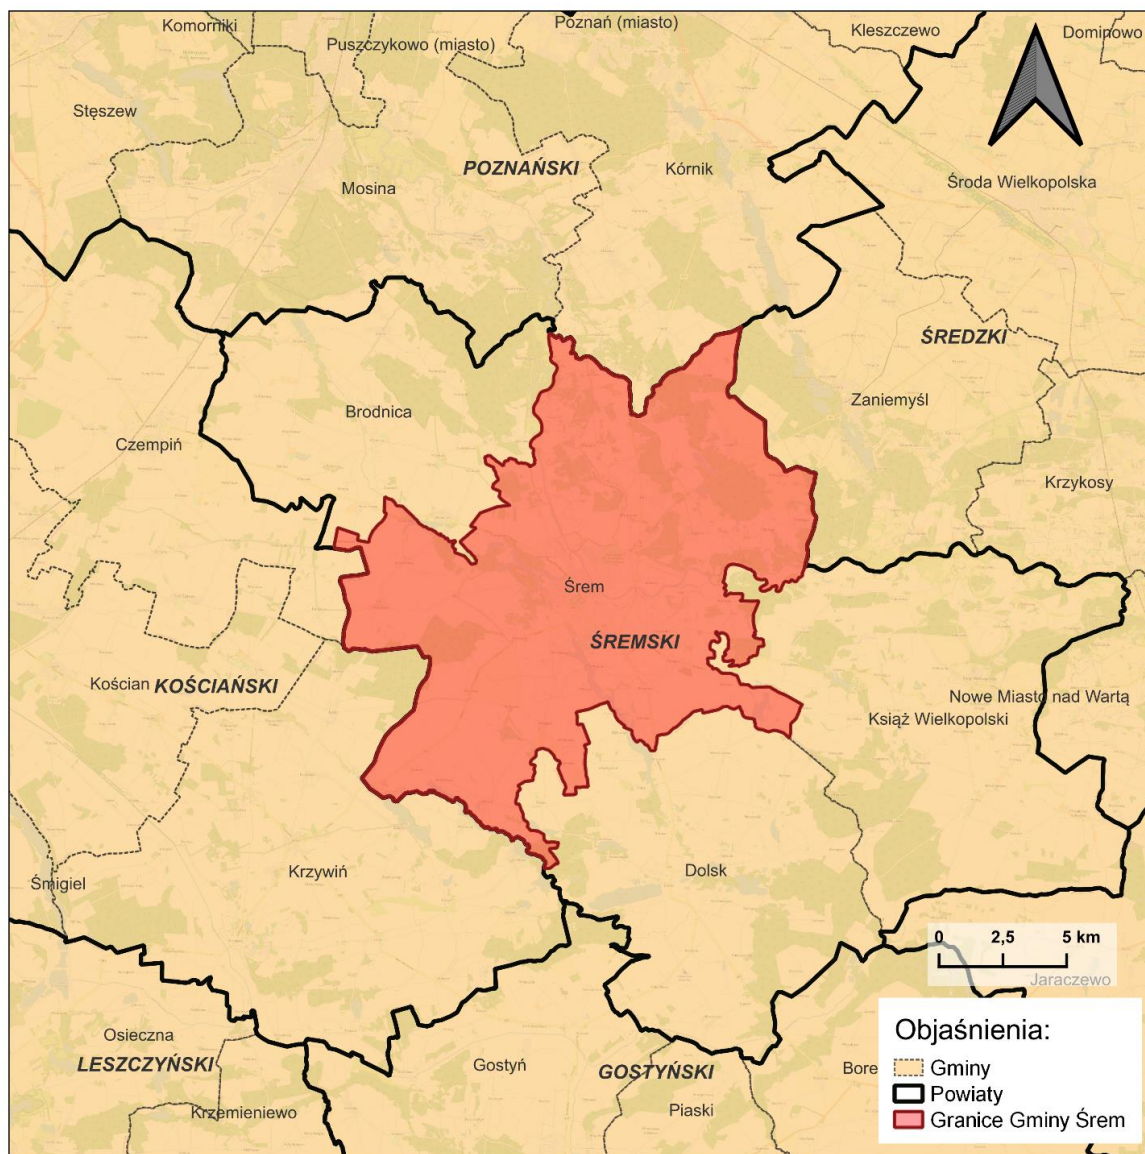 Komorniki
Puszczykowo (miasto)
Poznań (miasto)
Kleszczewo
Dominowo
Stęszew
Mosina
POZNAŃSKI
Kórnik
Środa Wielkopolska
ŚREDZKI
Brodnica
Zaniemyśl
Czempiń
Krzykosy
Śrem
ŚREMSKI
Kościan
KOŚCIAŃSKI
Nowe Miasto nad Wartą
Książ Wielkopolski
Krzywiń
Dolsk
Śmigiel
0 2,5 5 km
Jaraczewo
Osieczna
LESZCZYŃSKI
Krzemieniewo
Gostyń
GOSTYŃSKI
Piaski
Bore
Objaśnienia:
Gminy
Powiaty
Granice Gminy Śrem